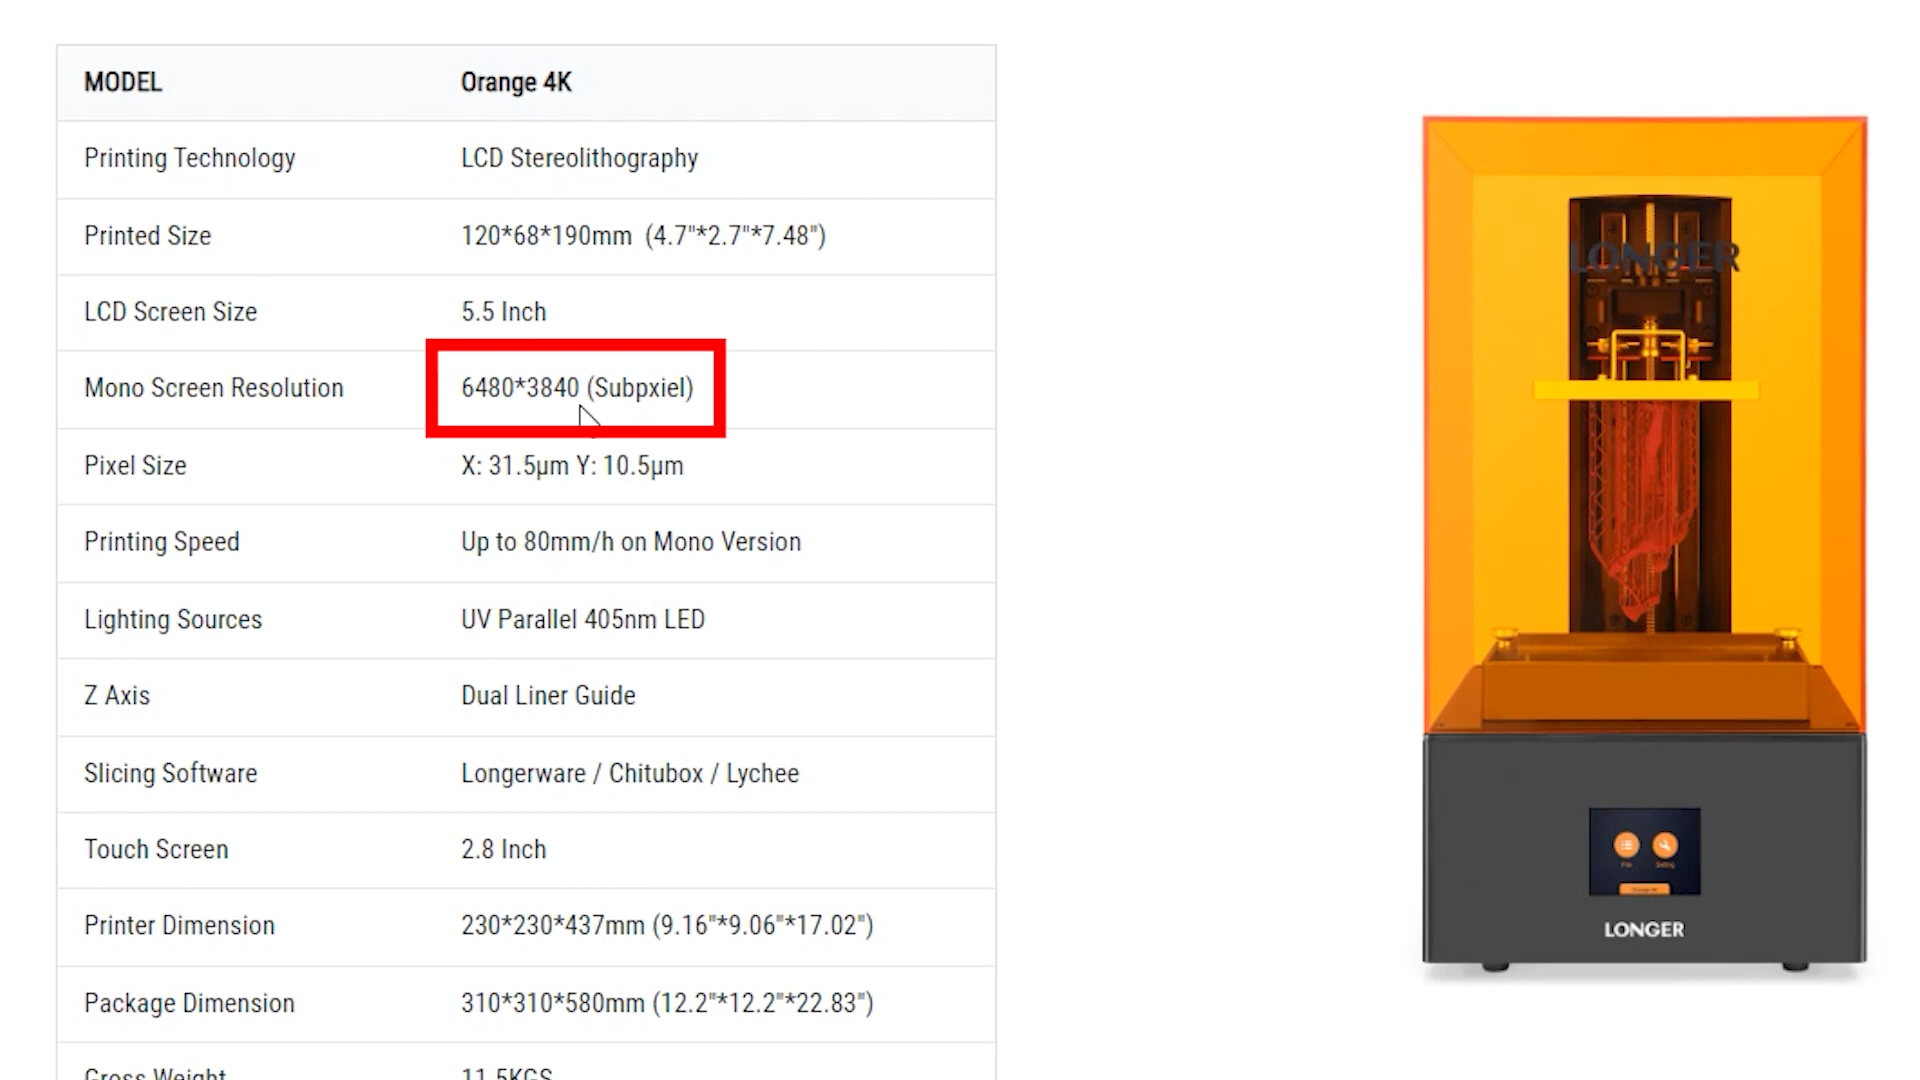 MODEL Orange 4K
Printing Technology LCD Stereolithography
Printed Size 120*68*190mm (4.7"*2.7"*7.48")
LCD Screen Size 5.5 Inch
Mono Screen Resolution 6480*3840 (Subpxiel)
Pixel Size X: 31.5µm Y: 10.5µm
Printing Speed Up to 80mm/h on Mono Version
Lighting Sources UV Parallel 405nm LED
Z Axis Dual Liner Guide
Slicing Software Longerware / Chitubox / Lychee
Touch Screen 2.8 Inch
Printer Dimension 230*230*437mm (9.16"*9.06"*17.02")
Package Dimension 310*310*580mm (12.2"*12.2"*22.83")
Gross Weight 11.5KGS
LONGER
LONGER